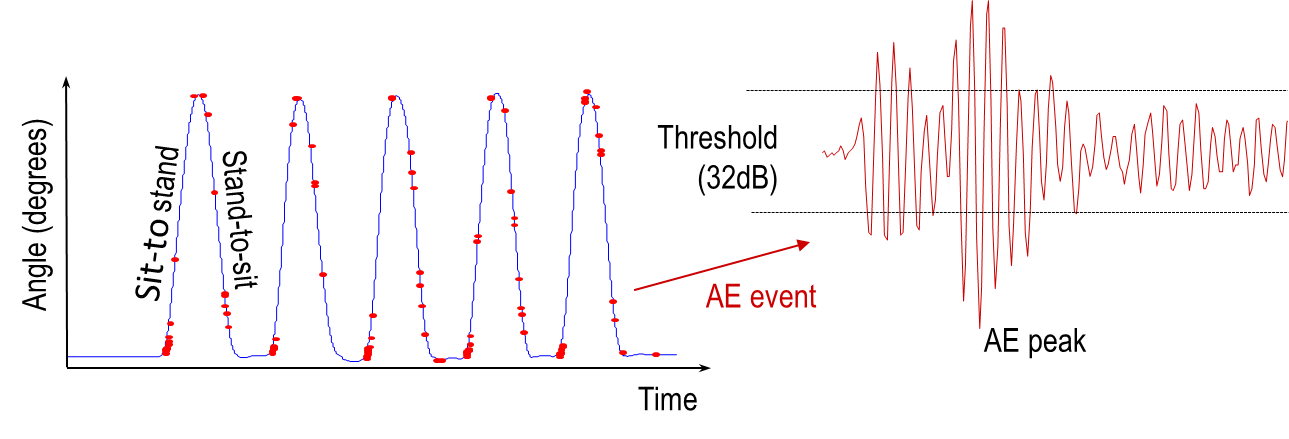 Angle (degrees)
Sit-to stand
Stand-to-sit
Time
AE event
Threshold
(32dB)
AE peak